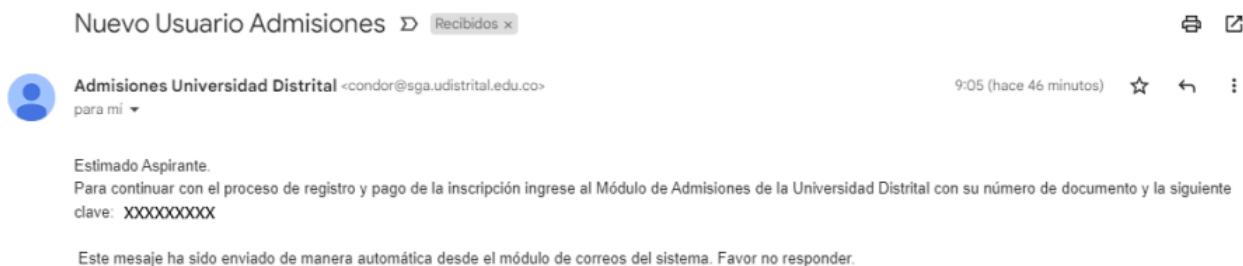 Nuevo Usuario Admisiones Recibidos ×
Admisiones Universidad Distrital <condor@sga.udistrital.edu.co> 9:05 (hace 46 minutos)
para mí
Estimado Aspirante.
Para continuar con el proceso de registro y pago de la inscripción ingrese al Módulo de Admisiones de la Universidad Distrital con su número de documento y la siguiente
clave: XXXXXXXXX
Este mesaje ha sido enviado de manera automática desde el módulo de correos del sistema. Favor no responder.